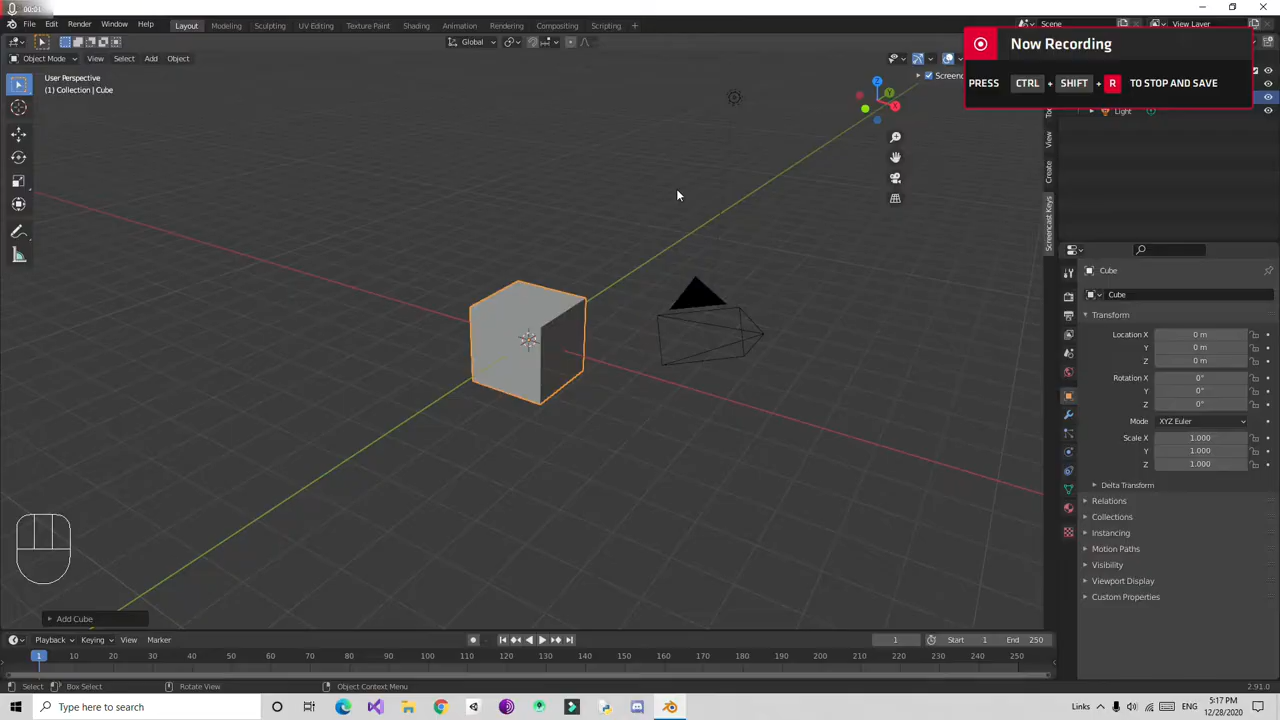 00:01
File Edit Render Window Help Layout Modeling Sculpting UV Editing Texture Paint Shading Animation Rendering Compositing Scripting + Scene View Layer
Global
Now Recording
PRESS CTRL + SHIFT + R TO STOP AND SAVE
Object Mode View Select Add Object
User Perspective
(1) Collection | Cube
Screenc
Z
Y
X
Light
View
Create
Screencast Keys
Cube
Cube
Transform
Location X 0 m
Y 0 m
Z 0 m
Rotation X 0°
Y 0°
Z 0°
Mode XYZ Euler
Scale X 1.000
Y 1.000
Z 1.000
Delta Transform
Relations
Collections
Instancing
Motion Paths
Visibility
Viewport Display
Custom Properties
Add Cube
Playback Keying View Marker 1 Start 1 End 250
1 10 20 30 40 50 60 70 80 90 100 110 120 130 140 150 160 170 180 190 200 210 220 230 240 250
Select Box Select Rotate View Object Context Menu 2.91.0
Type here to search
Links ENG
5:17 PM
12/28/2020